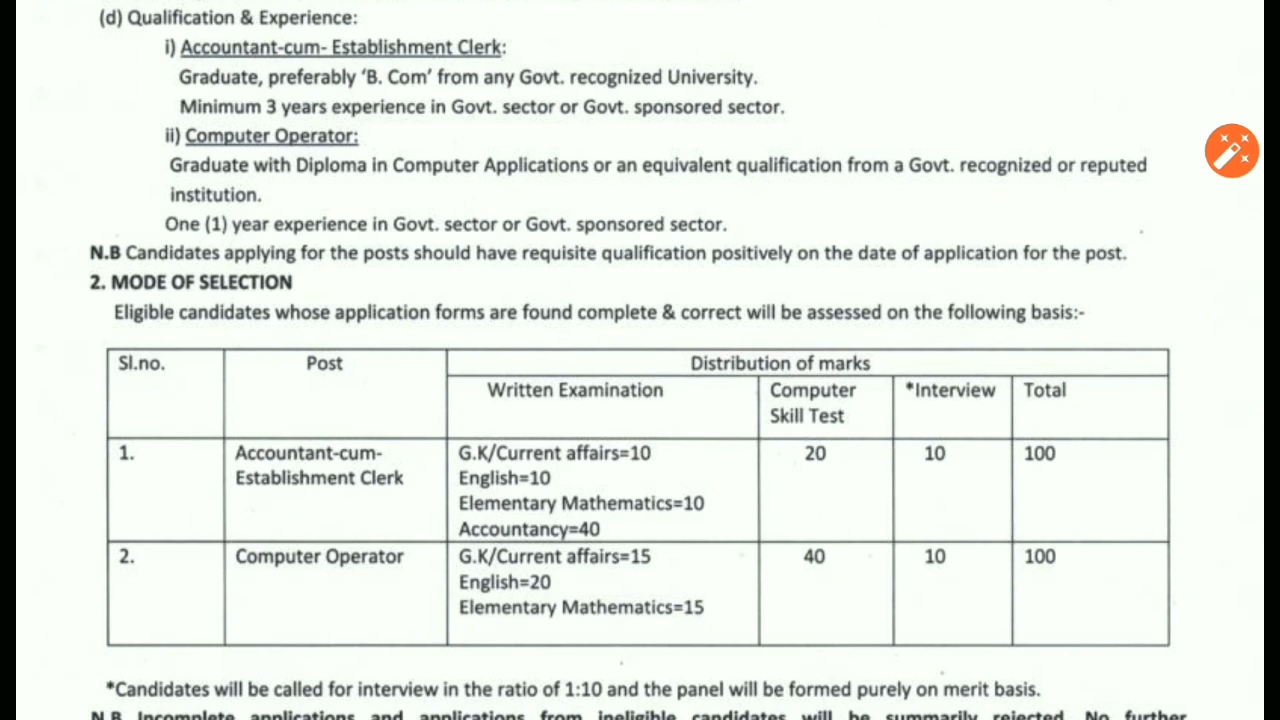 (d) Qualification & Experience:
i) Accountant-cum- Establishment Clerk:
Graduate, preferably ‘B. Com’ from any Govt. recognized University.
Minimum 3 years experience in Govt. sector or Govt. sponsored sector.
ii) Computer Operator:
Graduate with Diploma in Computer Applications or an equivalent qualification from a Govt. recognized or reputed
institution.
One (1) year experience in Govt. sector or Govt. sponsored sector.
N.B Candidates applying for the posts should have requisite qualification positively on the date of application for the post.
2. MODE OF SELECTION
Eligible candidates whose application forms are found complete & correct will be assessed on the following basis:-
Sl.no. Post Distribution of marks
Written Examination Computer *Interview Total
Skill Test
1. Accountant-cum- G.K/Current affairs=10 20 10 100
Establishment Clerk English=10
Elementary Mathematics=10
Accountancy=40
2. Computer Operator G.K/Current affairs=15 40 10 100
English=20
Elementary Mathematics=15
*Candidates will be called for interview in the ratio of 1:10 and the panel will be formed purely on merit basis.
N.B Incomplete applications and applications from ineligible candidates will be summarily rejected. No further